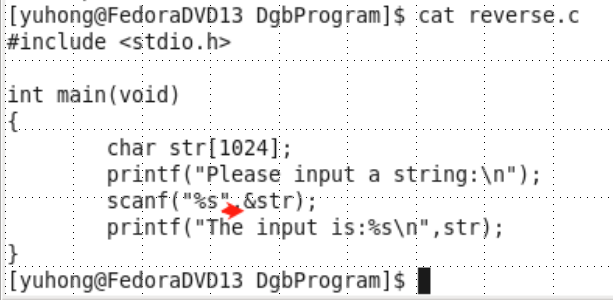 [yuhong@FedoraDVD13 DgbProgram]$ cat reverse.c
#include <stdio.h>

int main(void)
{
        char str[1024];
        printf("Please input a string:\n");
        scanf("%s",&str);
        printf("The input is:%s\n",str);
}
[yuhong@FedoraDVD13 DgbProgram]$